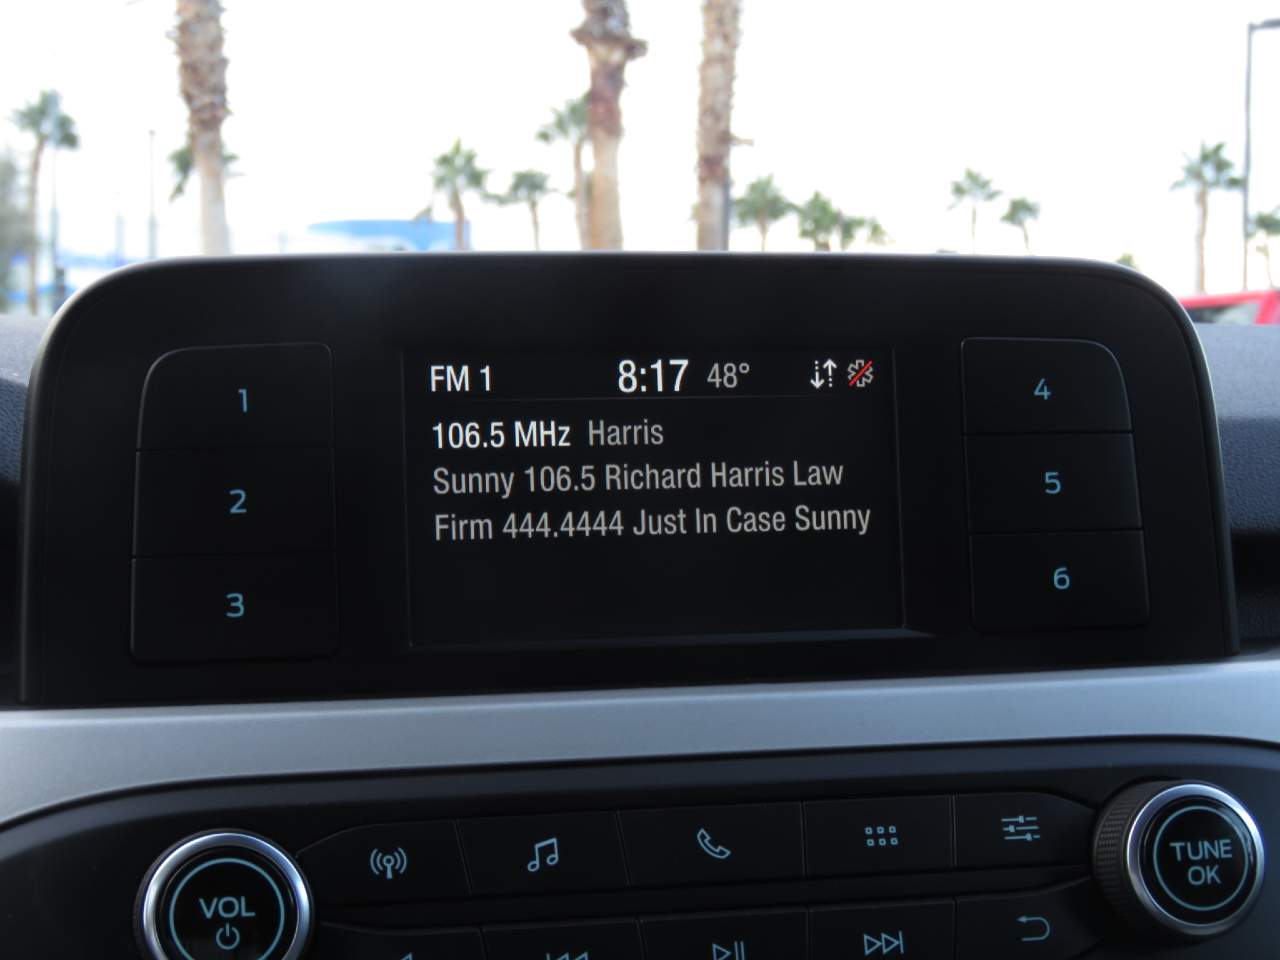 FM 1 8:17 48°
106.5 MHz Harris
Sunny 106.5 Richard Harris Law
Firm 444.4444 Just In Case Sunny
1
2
3
4
5
6
VOL
TUNE
OK